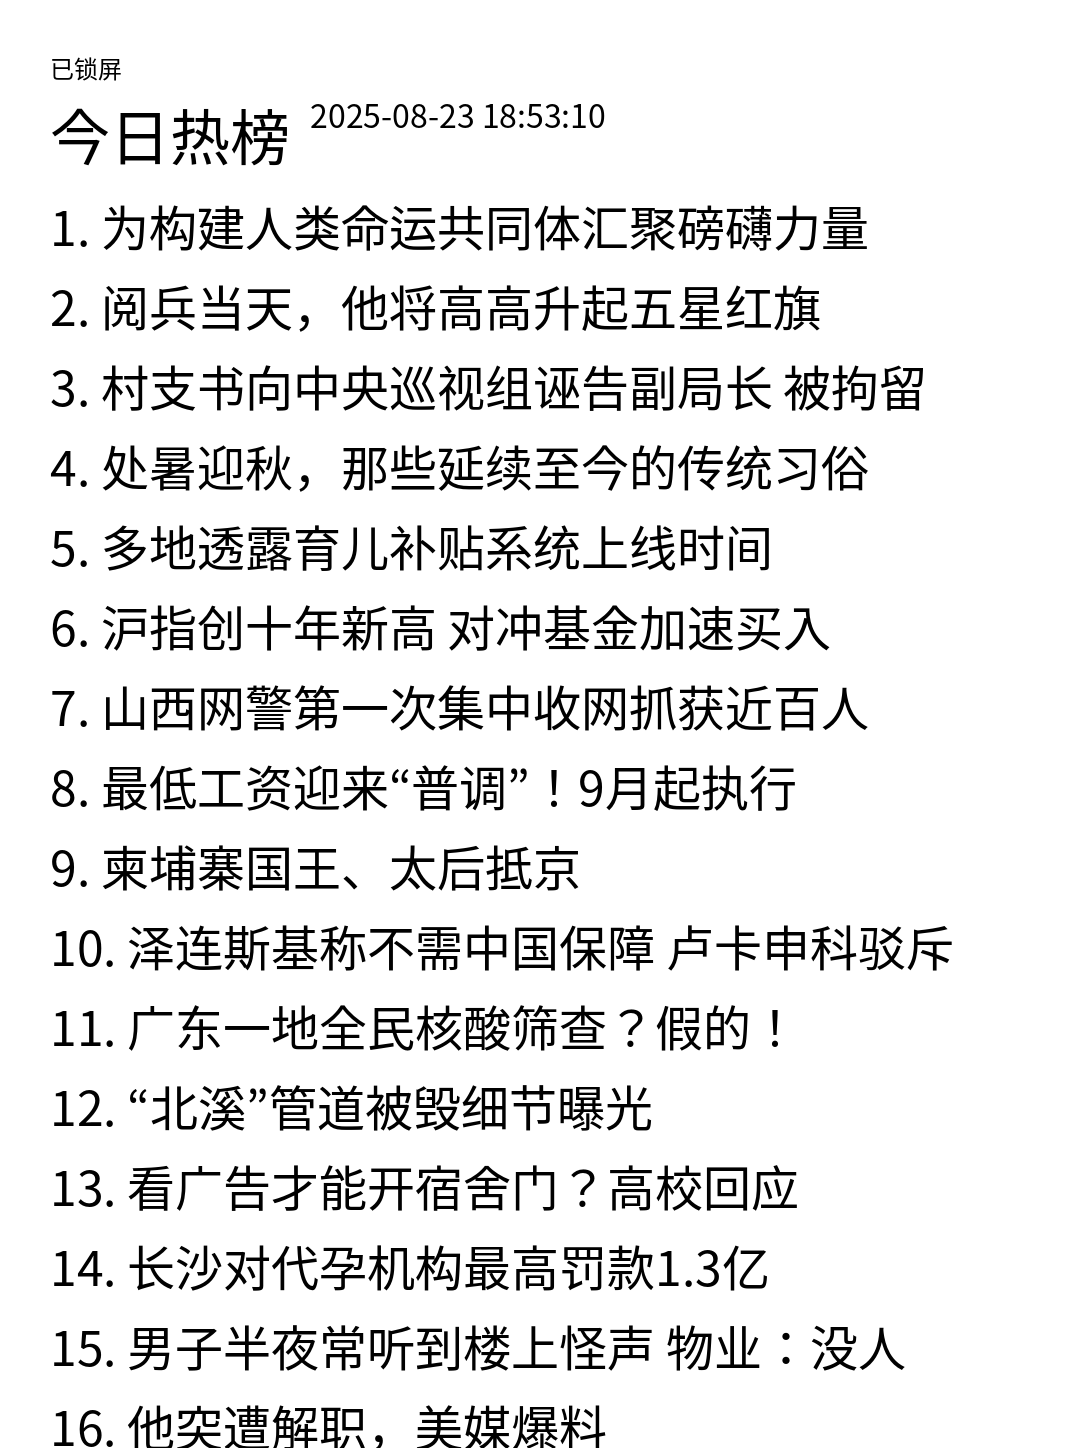 已锁屏
今日热榜 2025-08-23 18:53:10
1. 为构建人类命运共同体汇聚磅礴力量
2. 阅兵当天，他将高高升起五星红旗
3. 村支书向中央巡视组诬告副局长 被拘留
4. 处暑迎秋，那些延续至今的传统习俗
5. 多地透露育儿补贴系统上线时间
6. 沪指创十年新高 对冲基金加速买入
7. 山西网警第一次集中收网抓获近百人
8. 最低工资迎来“普调”！9月起执行
9. 柬埔寨国王、太后抵京
10. 泽连斯基称不需中国保障 卢卡申科驳斥
11. 广东一地全民核酸筛查？假的！
12. “北溪”管道被毁细节曝光
13. 看广告才能开宿舍门？高校回应
14. 长沙对代孕机构最高罚款1.3亿
15. 男子半夜常听到楼上怪声 物业：没人
16. 他突遭解职，美媒爆料